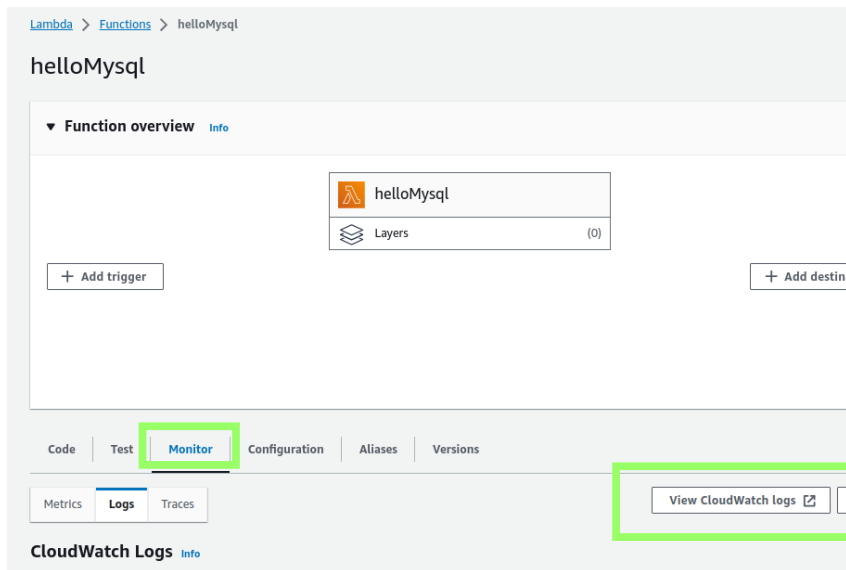 Lambda > Functions > helloMysql
helloMysql
Function overview Info
helloMysql
Layers (0)
+ Add trigger
+ Add destin
Code Test Monitor Configuration Aliases Versions
Metrics Logs Traces
View CloudWatch logs
CloudWatch Logs Info